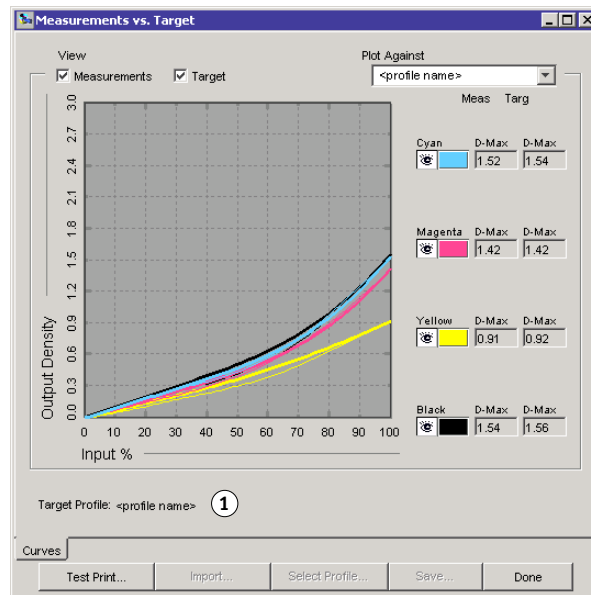 Measurements vs. Target
View
Plot Against
Measurements
Target
<profile name>
Meas Targ
3.0
2.7
2.4
2.1
1.8
1.5
1.2
0.9
0.6
0.3
0.0
Output Density
0 10 20 30 40 50 60 70 80 90 100
Input %
Cyan D-Max D-Max
1.52 1.54
Magenta D-Max D-Max
1.42 1.42
Yellow D-Max D-Max
0.91 0.92
Black D-Max D-Max
1.54 1.56
Target Profile: <profile name> 1
Curves
Test Print... Import... Select Profile... Save... Done